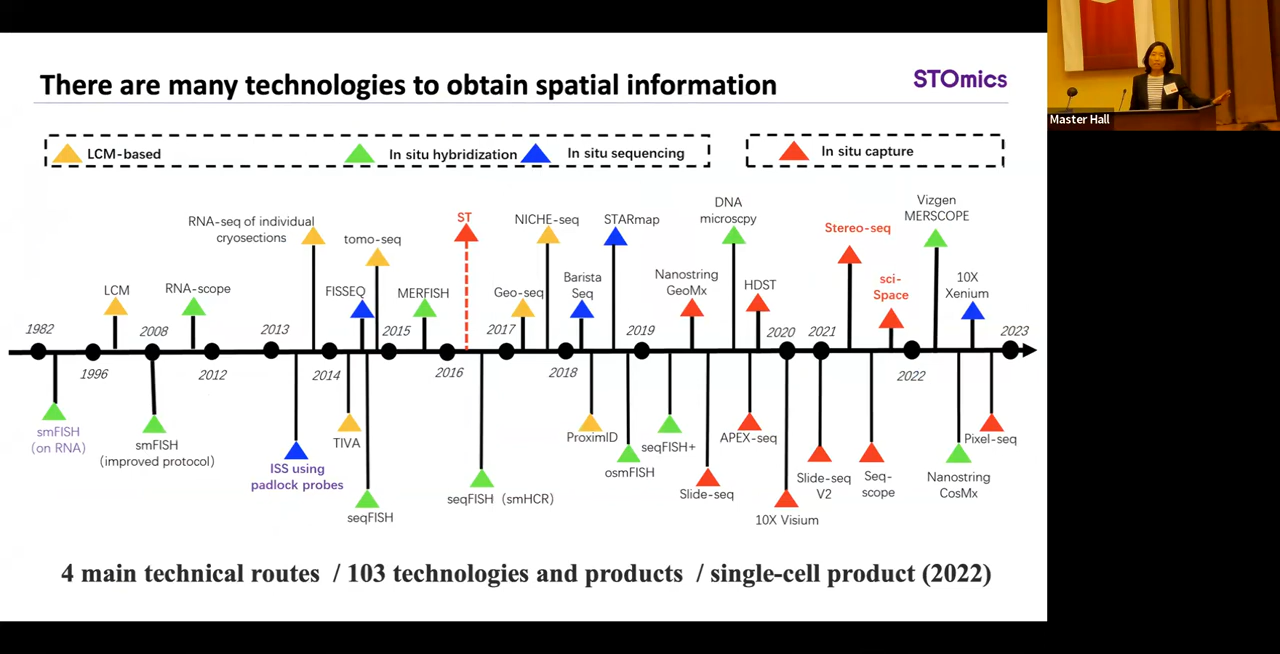 There are many technologies to obtain spatial information
STOmics
Master Hall
LCM-based
In situ hybridization
In situ sequencing
In situ capture
RNA-seq of individual
cryosections
tomo-seq
ST
NICHE-seq
STARmap
DNA
microscpy
Stereo-seq
Vizgen
MERSCOPE
LCM
RNA-scope
FISSEQ
MERFISH
Geo-seq
Barista
Seq
Nanostring
GeoMx
HDST
sci-
Space
10X
Xenium
1982
2008
2013
2015
2017
2019
2020
2021
2023
1996
2012
2014
2016
2018
2022
smFISH
(on RNA)
smFISH
(improved protocol)
ISS using
padlock probes
TIVA
seqFISH
seqFISH (smHCR)
ProximID
osmFISH
seqFISH+
Slide-seq
APEX-seq
10X Visium
Slide-seq
V2
Seq-
scope
Nanostring
CosMx
Pixel-seq
4 main technical routes / 103 technologies and products / single-cell product (2022)